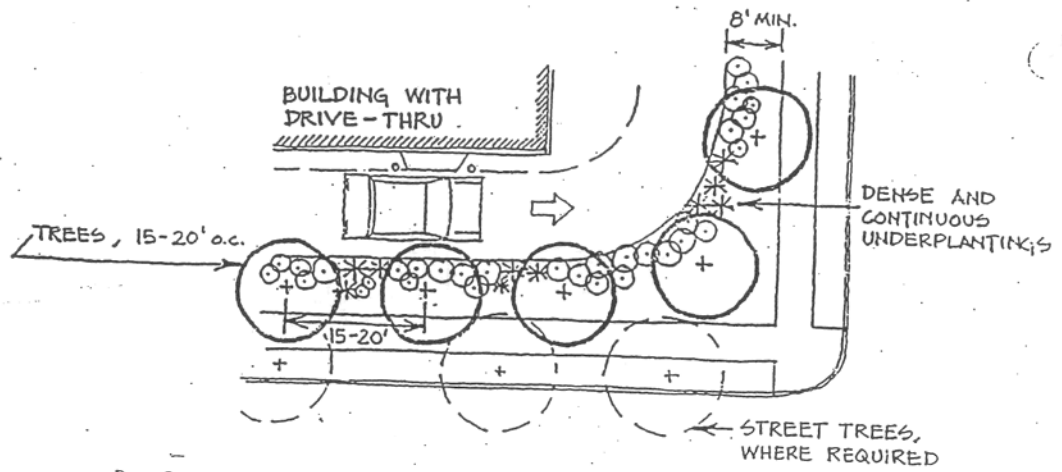 8' MIN.
BUILDING WITH
DRIVE-THRU
DENSE AND
CONTINUOUS
UNDERPLANTINGS
TREES, 15-20' o.c.
15-20'
STREET TREES,
WHERE REQUIRED